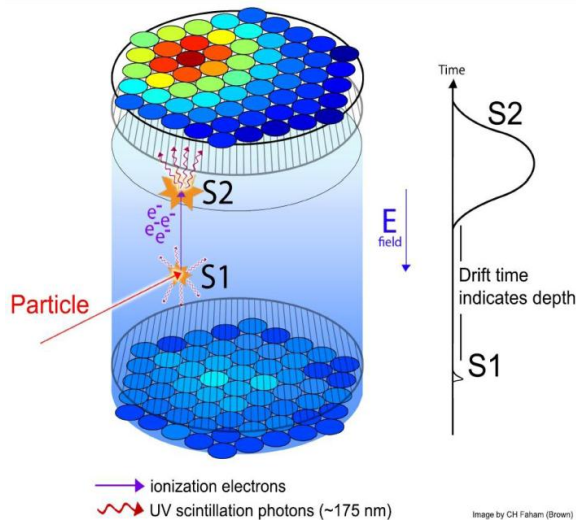 Time
S2
S2
e-
e- e-
e- e-
E
field
S1
Drift time
indicates depth
Particle
S1
ionization electrons
UV scintillation photons (~175 nm)
Image by CH Faham (Brown)